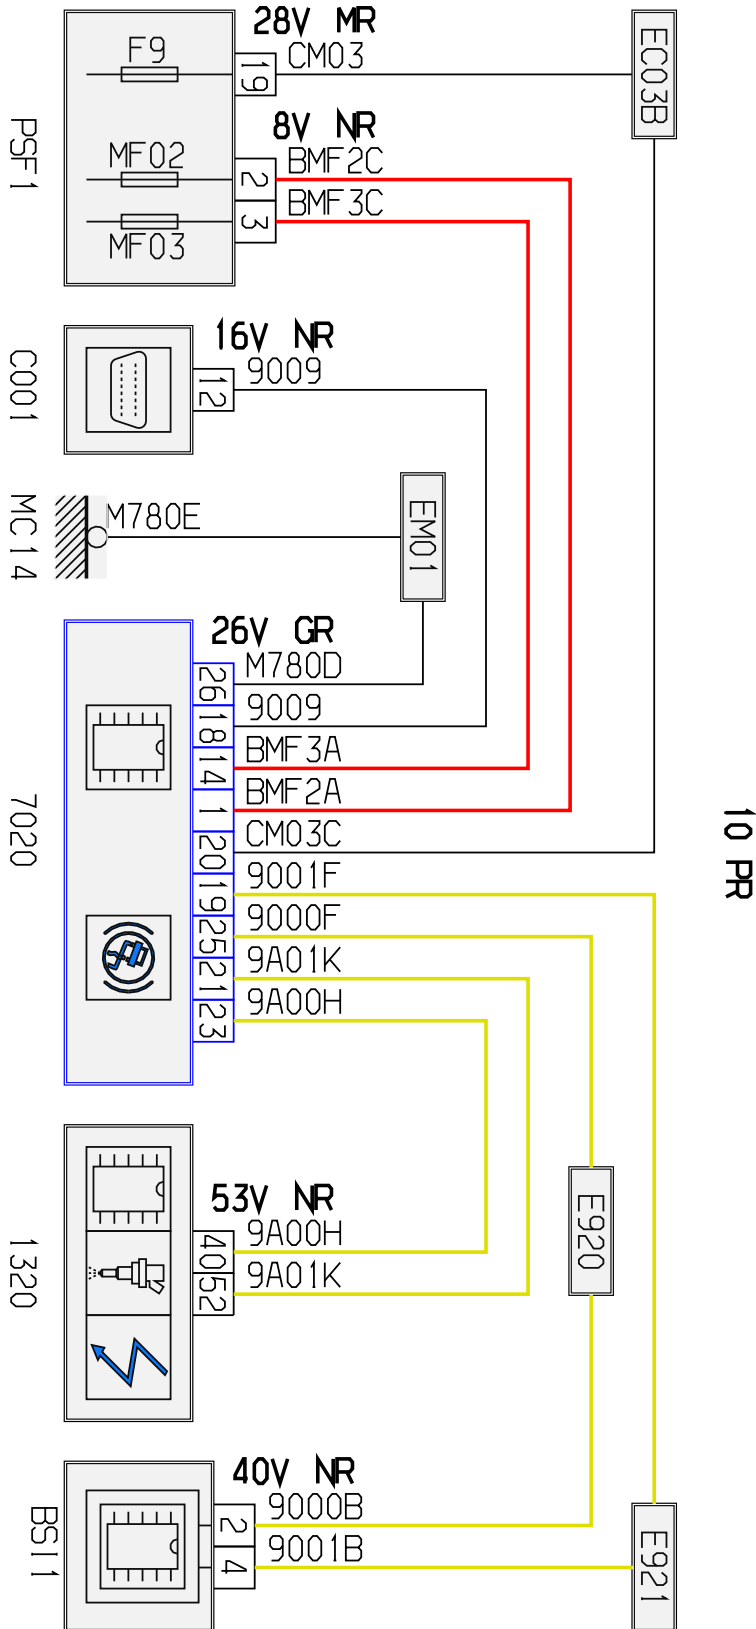 28V MR
CM03
F9
19
EC03B
8V NR
BMF2C
MF02
2
BMF3C
3
MF03
PSF1
16V NR
9009
12
C001
M780E
EM01
MC14
26V GR
M780D
26
9009
18
BMF3A
14
BMF2A
1
CM03C
20
9001F
19
9000F
25
9A01K
21
9A00H
23
7020
10 PR
53V NR
9A00H
40
9A01K
52
1320
E920
40V NR
9000B
2
9001B
4
BSI1
E921